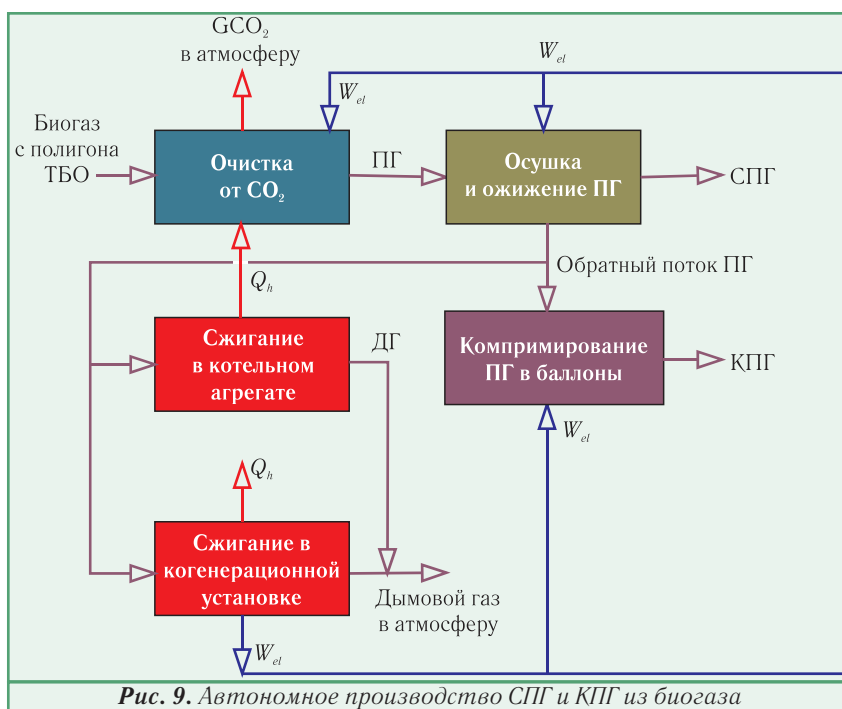 GCO₂
в атмосферу
W_el
W_el
Биогаз
с полигона
ТБО
Очистка
от CO₂
ПГ
Осушка
и ожижение ПГ
СПГ
Q_h
Обратный поток ПГ
Сжигание
в котельном
агрегате
ДГ
Компримирование
ПГ в баллоны
КПГ
W_el
Q_h
Сжигание в
когенерационной
установке
Дымовой газ
в атмосферу
W_el
Рис. 9. Автономное производство СПГ и КПГ из биогаза